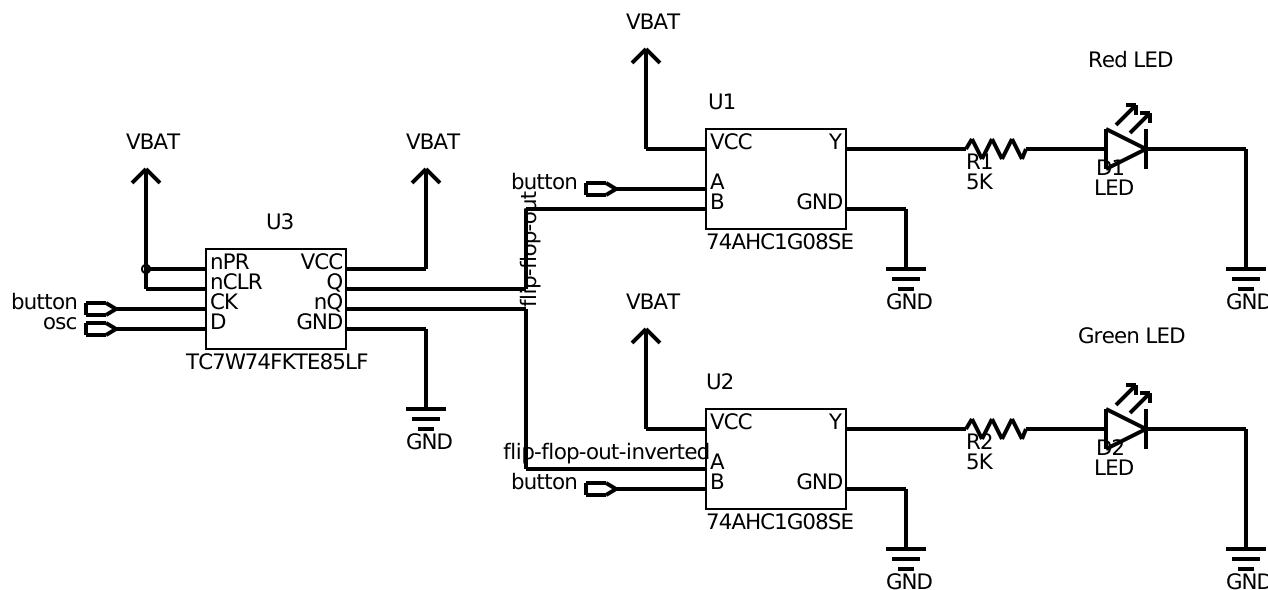 VBAT
Red LED
U1
VBAT
VBAT
VCC
Y
button
A
R1
5K
D1
LED
B
GND
flip-flop-out
74AHC1G08SE
U3
nPR
VCC
nCLR
Q
button
CK
nQ
osc
D
GND
TC7W74FKTE85LF
GND
GND
VBAT
Green LED
U2
VCC
Y
GND
flip-flop-out-inverted
A
R2
5K
D2
LED
button
B
GND
74AHC1G08SE
GND
GND